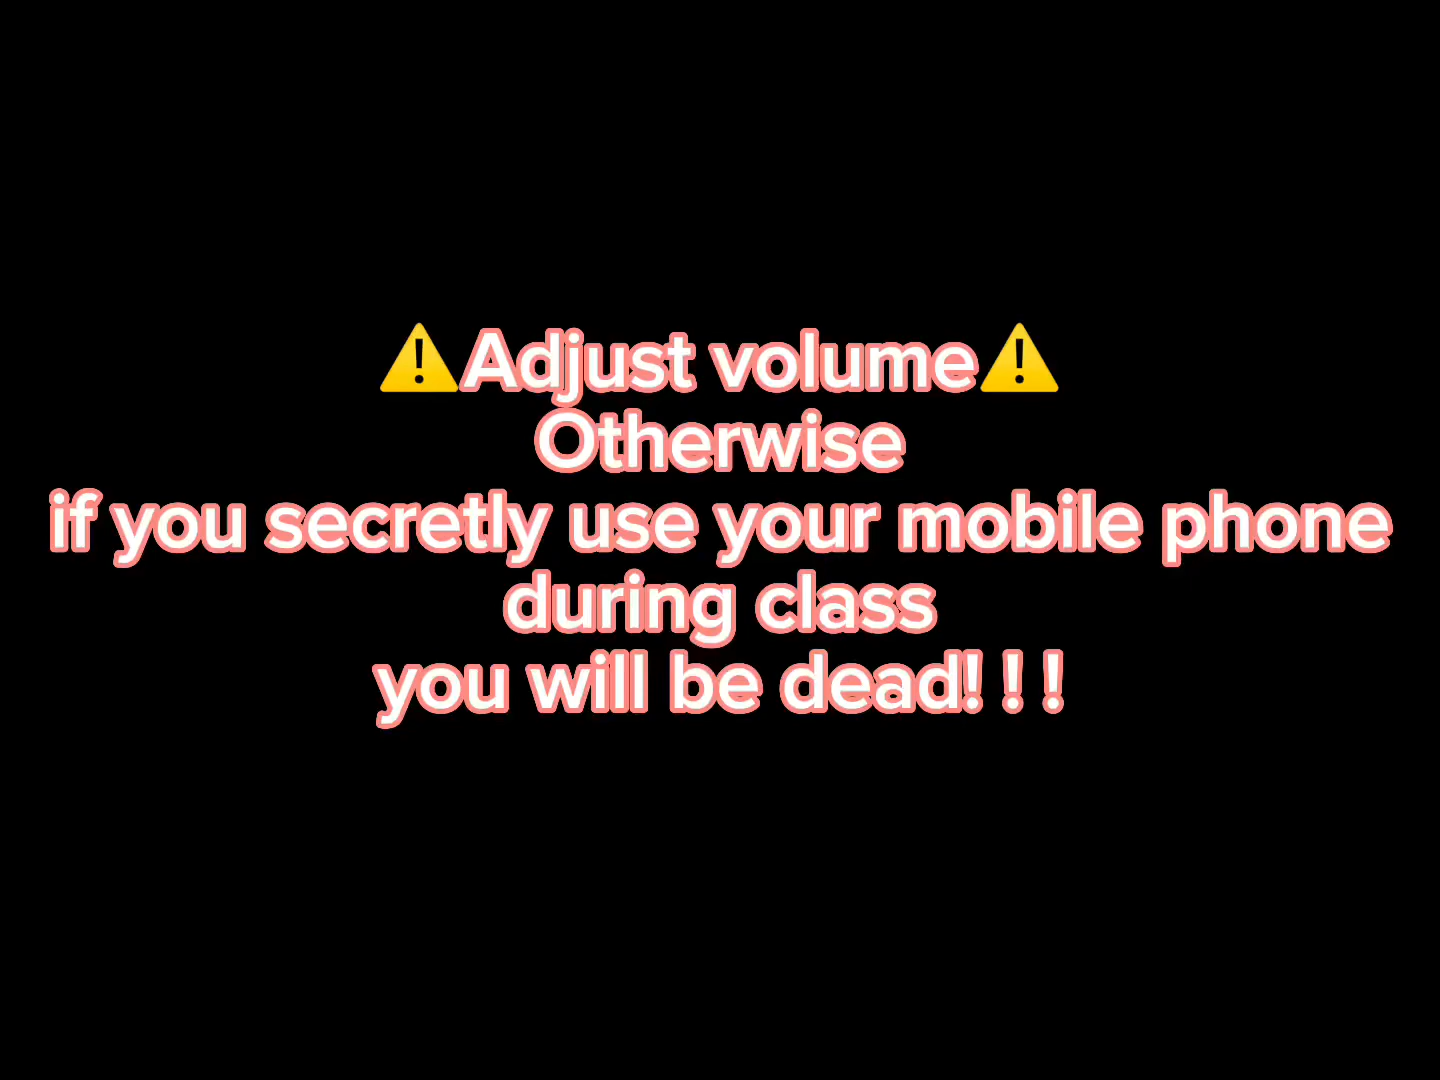 ⚠️Adjust volume⚠️
Otherwise
if you secretly use your mobile phone
during class
you will be dead! ! !